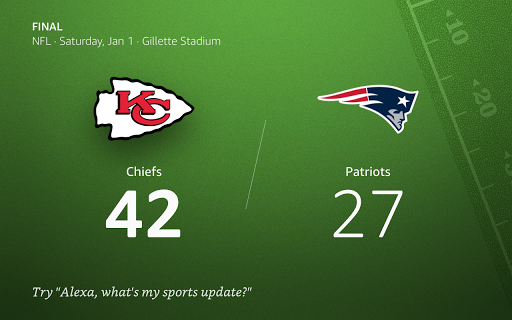 FINAL
NFL · Saturday, Jan 1 · Gillette Stadium
KC
Chiefs
Patriots
42
27
10
20
Try "Alexa, what's my sports update?"